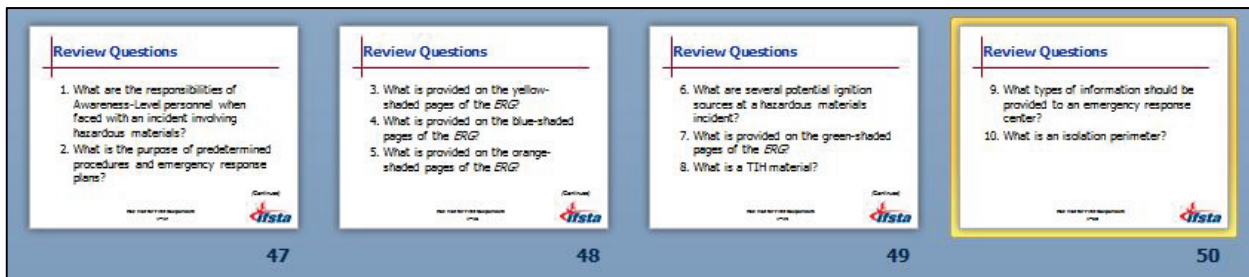 Review Questions
1. What are the responsibilities of
Awareness-Level personnel when
faced with an incident involving
hazardous materials?
2. What is the purpose of predetermined
procedures and emergency response
plans?
(Continued)
ifsta
47
Review Questions
3. What is provided on the yellow-
shaded pages of the ERG?
4. What is provided on the blue-shaded
pages of the ERG?
5. What is provided on the orange-
shaded pages of the ERG?
(Continued)
ifsta
48
Review Questions
6. What are several potential ignition
sources at a hazardous materials
incident?
7. What is provided on the green-shaded
pages of the ERG?
8. What is a TIH material?
(Continued)
ifsta
49
Review Questions
9. What types of information should be
provided to an emergency response
center?
10. What is an isolation perimeter?
ifsta
50